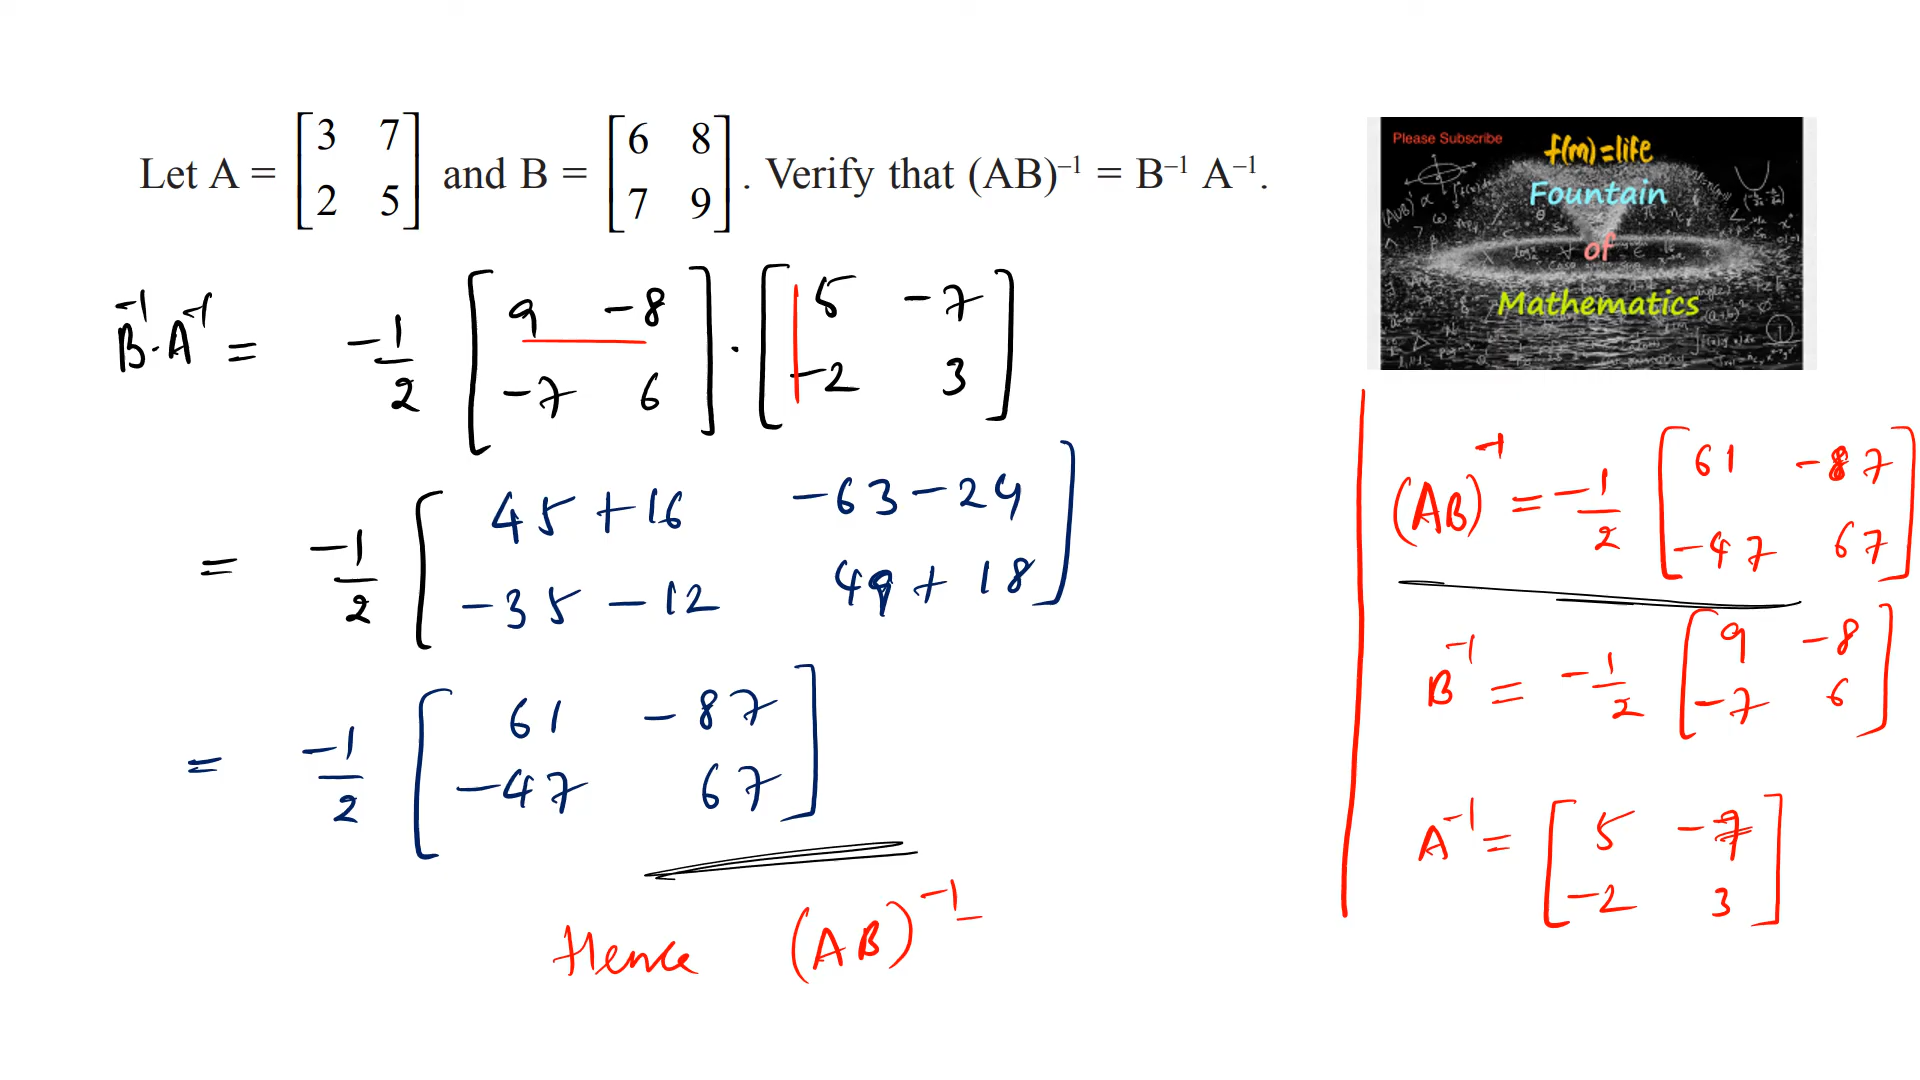 Let A = [3 7; 2 5] and B = [6 8; 7 9]. Verify that (AB)⁻¹ = B⁻¹ A⁻¹.
B⁻¹·A⁻¹ = -1/2 [9 -8; -7 6] · [5 -7; -2 3]
= -1/2 [45+16 -63-24; -35-12 49+18]
= -1/2 [61 -87; -47 67]
Hence (AB)⁻¹
Please Subscribe
f(m)=life
Fountain
of
Mathematics
(AB)⁻¹ = -1/2 [61 -87; -47 67]
B⁻¹ = -1/2 [9 -8; -7 6]
A⁻¹ = [5 -7; -2 3]